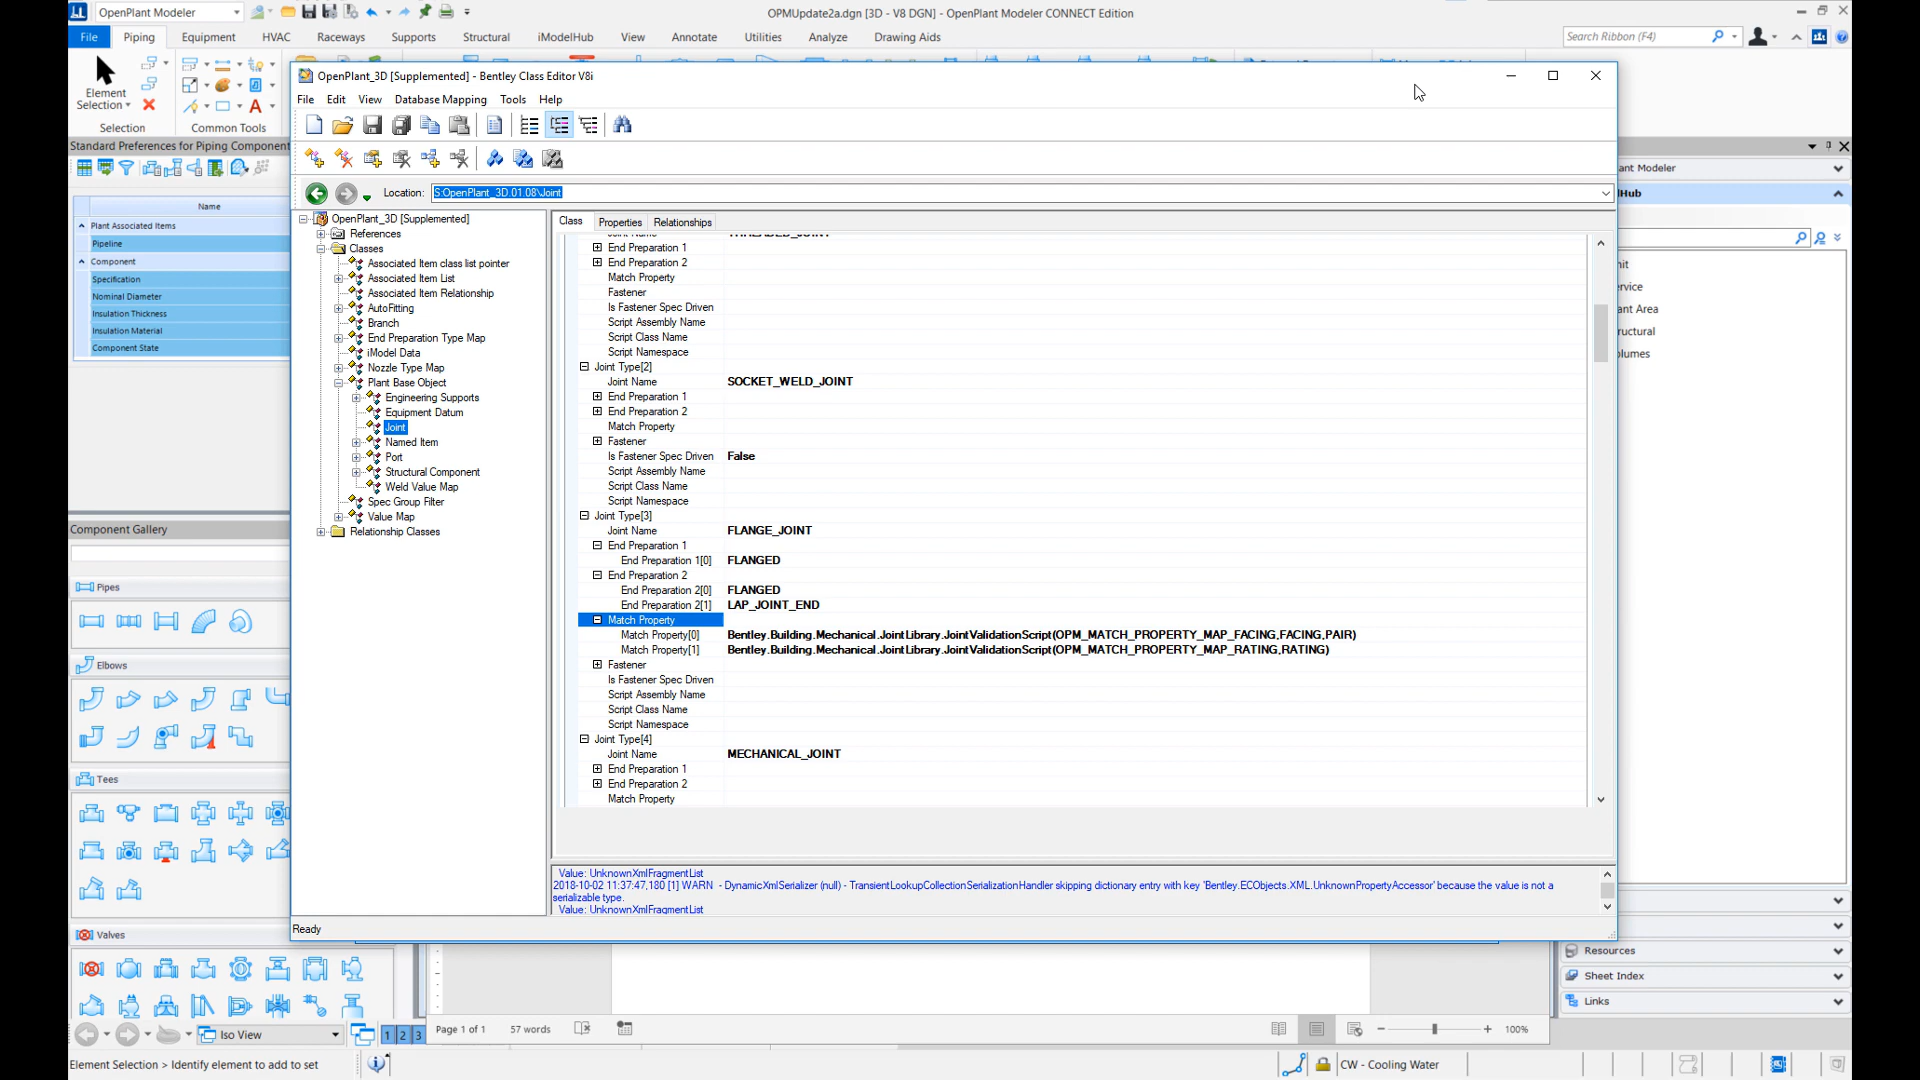 OpenPlant Modeler
OPMUpdate2a.dgn [3D - V8 DGN] - OpenPlant Modeler CONNECT Edition
File
Piping
Equipment
HVAC
Raceways
Supports
Structural
iModelHub
View
Annotate
Utilities
Analyze
Drawing Aids
Search Ribbon (F4)
Element
Selection
Selection
Common Tools
Standard Preferences for Piping Component
Name
Plant Associated Items
Pipeline
Component
Specification
Nominal Diameter
Insulation Thickness
Insulation Material
Component State
Component Gallery
Pipes
Elbows
Tees
Valves
OpenPlant_3D [Supplemented] - Bentley Class Editor V8i
File
Edit
View
Database Mapping
Tools
Help
Location:
S:OpenPlant_3D.01.08\Joint
OpenPlant_3D [Supplemented]
References
Classes
Associated Item class list pointer
Associated Item List
Associated Item Relationship
AutoFitting
Branch
End Preparation Type Map
iModel Data
Nozzle Type Map
Plant Base Object
Engineering Supports
Equipment Datum
Joint
Named Item
Port
Structural Component
Weld Value Map
Spec Group Filter
Value Map
Relationship Classes
Class
Properties
Relationships
Joint Name THREADED_JOINT
End Preparation 1
End Preparation 2
Match Property
Fastener
Is Fastener Spec Driven
Script Assembly Name
Script Class Name
Script Namespace
Joint Type[2]
Joint Name SOCKET_WELD_JOINT
End Preparation 1
End Preparation 2
Match Property
Fastener
Is Fastener Spec Driven False
Script Assembly Name
Script Class Name
Script Namespace
Joint Type[3]
Joint Name FLANGE_JOINT
End Preparation 1
End Preparation 1[0] FLANGED
End Preparation 2
End Preparation 2[0] FLANGED
End Preparation 2[1] LAP_JOINT_END
Match Property
Match Property[0] Bentley.Building.Mechanical.JointLibrary.JointValidationScript(OPM_MATCH_PROPERTY_MAP_FACING,FACING,PAIR)
Match Property[1] Bentley.Building.Mechanical.JointLibrary.JointValidationScript(OPM_MATCH_PROPERTY_MAP_RATING,RATING)
Fastener
Is Fastener Spec Driven
Script Assembly Name
Script Class Name
Script Namespace
Joint Type[4]
Joint Name MECHANICAL_JOINT
End Preparation 1
End Preparation 2
Match Property
Value: UnknownXmlFragmentList
2018-10-02 11:37:47,180 [1] WARN - DynamicXmlSerializer (null) - TransientLookupCollectionSerializationHandler skipping dictionary entry with key 'Bentley.ECObjects.XML.UnknownPropertyAccessor' because the value is not a
serializable type.
Value: UnknownXmlFragmentList
Ready
Plant Modeler
Hub
Resources
Sheet Index
Links
Iso View
1 2 3
Page 1 of 1
57 words
100%
Element Selection > Identify element to add to set
CW - Cooling Water